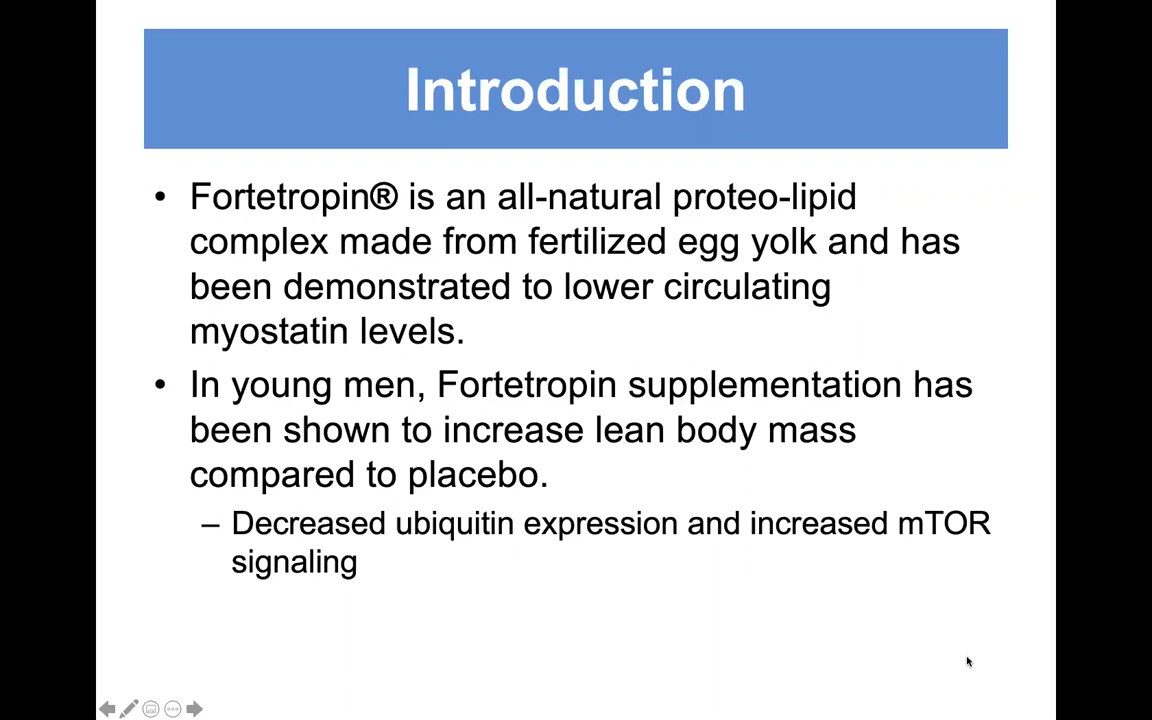 Introduction
• Fortetropin® is an all-natural proteo-lipid
complex made from fertilized egg yolk and has
been demonstrated to lower circulating
myostatin levels.
• In young men, Fortetropin supplementation has
been shown to increase lean body mass
compared to placebo.
– Decreased ubiquitin expression and increased mTOR
signaling